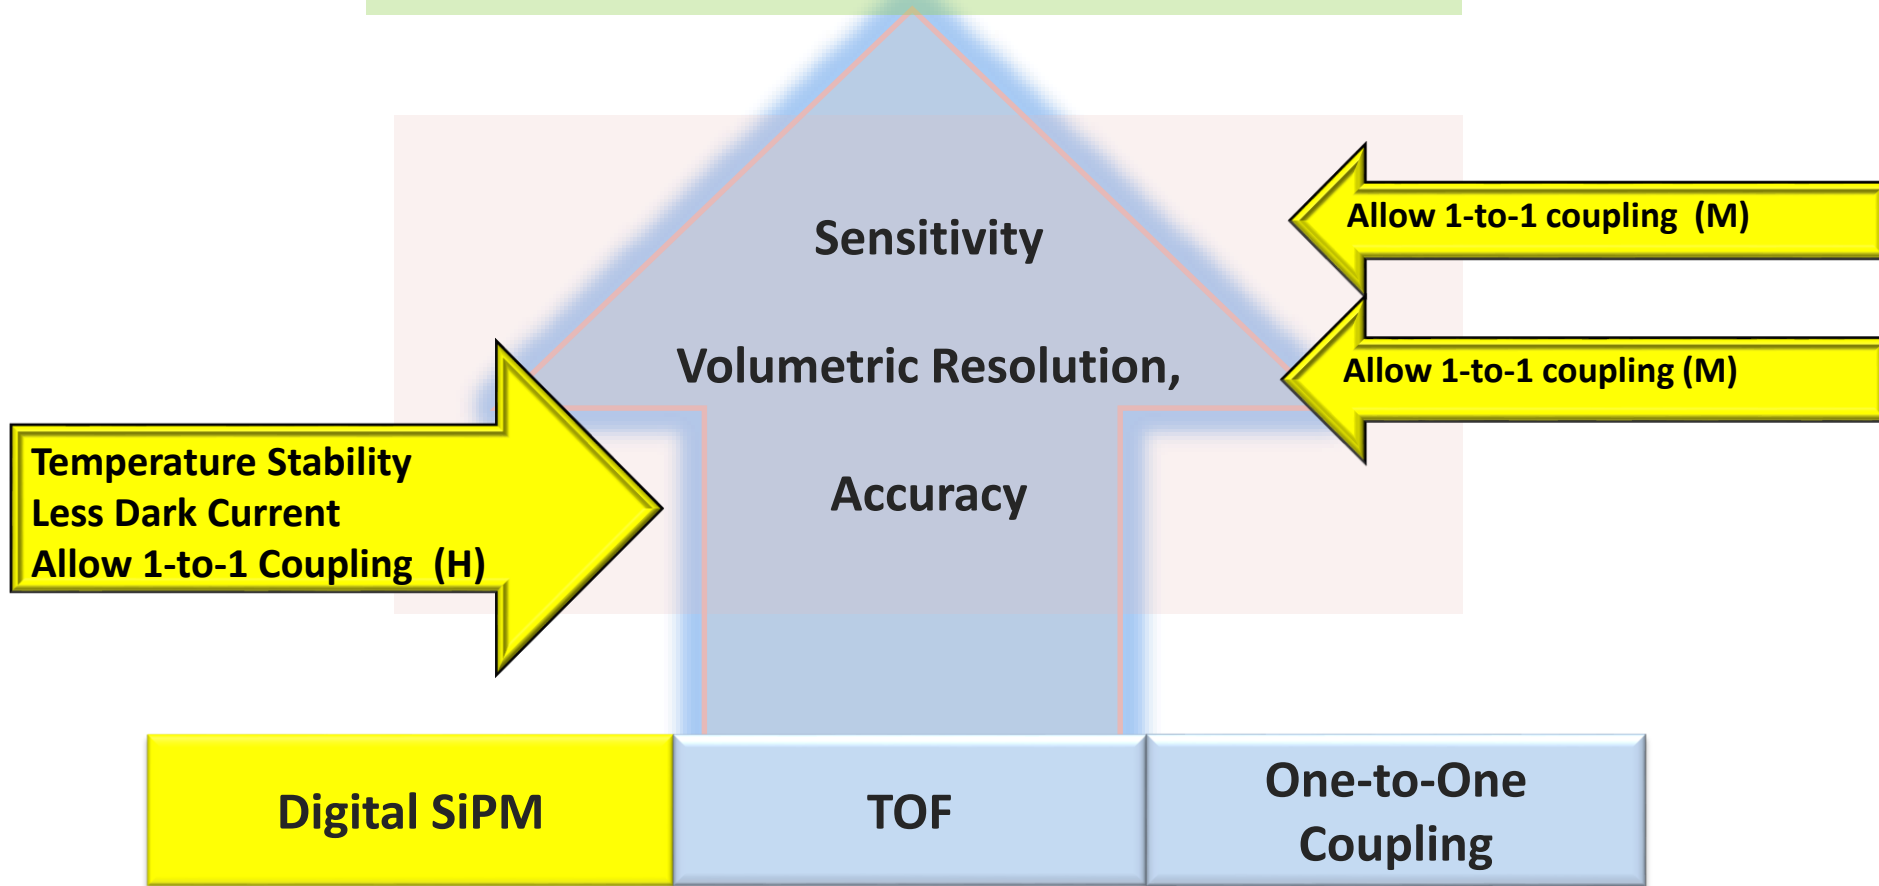 Sensitivity
Allow 1-to-1 coupling (M)
Volumetric Resolution,
Allow 1-to-1 coupling (M)
Temperature Stability
Less Dark Current
Allow 1-to-1 Coupling (H)
Accuracy
Digital SiPM
TOF
One-to-One
Coupling